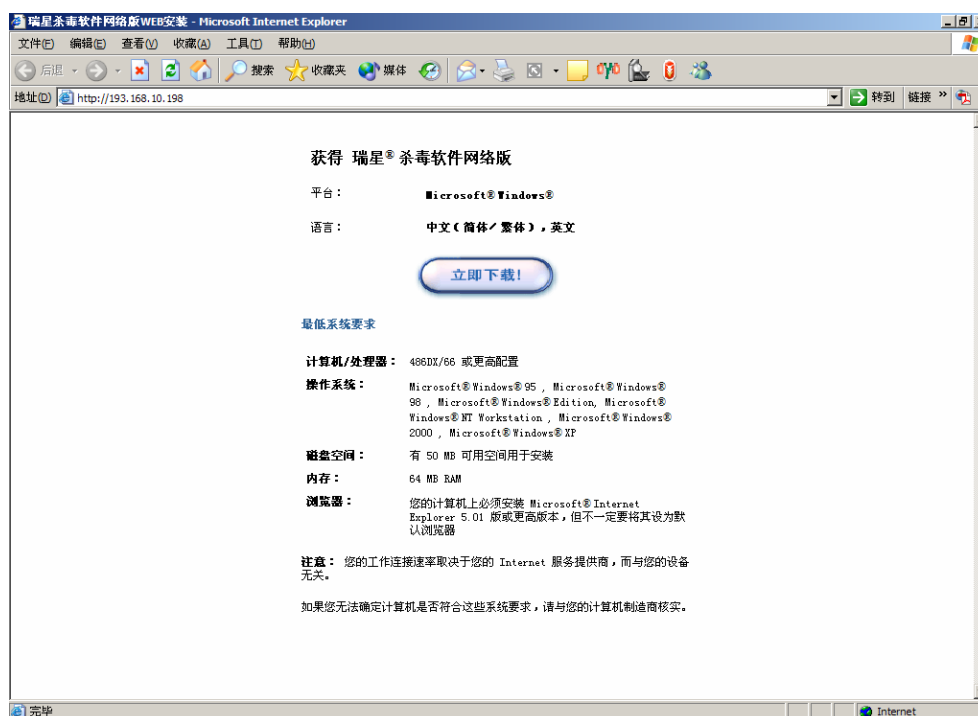 瑞星杀毒软件网络版WEB安装 - Microsoft Internet Explorer
文件(F) 编辑(E) 查看(V) 收藏(A) 工具(T) 帮助(H)
后退 搜索 收藏夹 媒体
地址(D) http://193.168.10.198 转到 链接 »
获得 瑞星® 杀毒软件网络版
平台： Microsoft® Windows®
语言： 中文(简体/繁体)，英文
立即下载!
最低系统要求
计算机/处理器： 486DX/66 或更高配置
操作系统： Microsoft® Windows® 95 , Microsoft® Windows®
98 , Microsoft® Windows® Edition, Microsoft®
Windows® NT Workstation , Microsoft® Windows®
2000 , Microsoft® Windows® XP
磁盘空间： 有 50 MB 可用空间用于安装
内存： 64 MB RAM
浏览器： 您的计算机上必须安装 Microsoft® Internet
Explorer 5.01 版或更高版本，但不一定要将其设为默
认浏览器
注意： 您的工作连接速率取决于您的 Internet 服务提供商，而与您的设备
无关。
如果您无法确定计算机是否符合这些系统要求，请与您的计算机制造商核实。
完毕 Internet